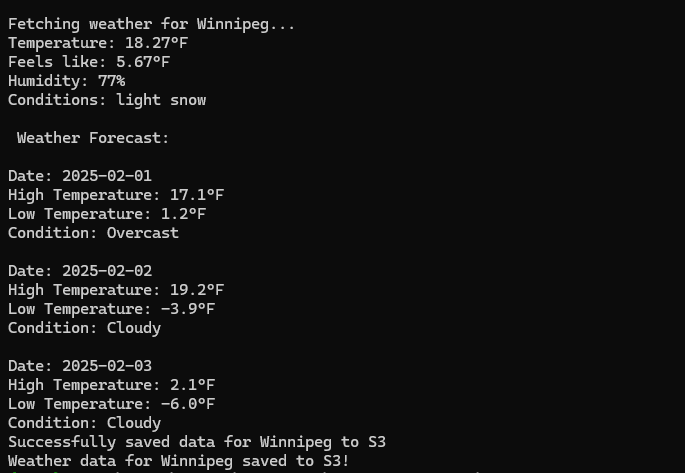 Fetching weather for Winnipeg...
Temperature: 18.27°F
Feels like: 5.67°F
Humidity: 77%
Conditions: light snow
Weather Forecast:
Date: 2025-02-01
High Temperature: 17.1°F
Low Temperature: 1.2°F
Condition: Overcast
Date: 2025-02-02
High Temperature: 19.2°F
Low Temperature: -3.9°F
Condition: Cloudy
Date: 2025-02-03
High Temperature: 2.1°F
Low Temperature: -6.0°F
Condition: Cloudy
Successfully saved data for Winnipeg to S3
Weather data for Winnipeg saved to S3!